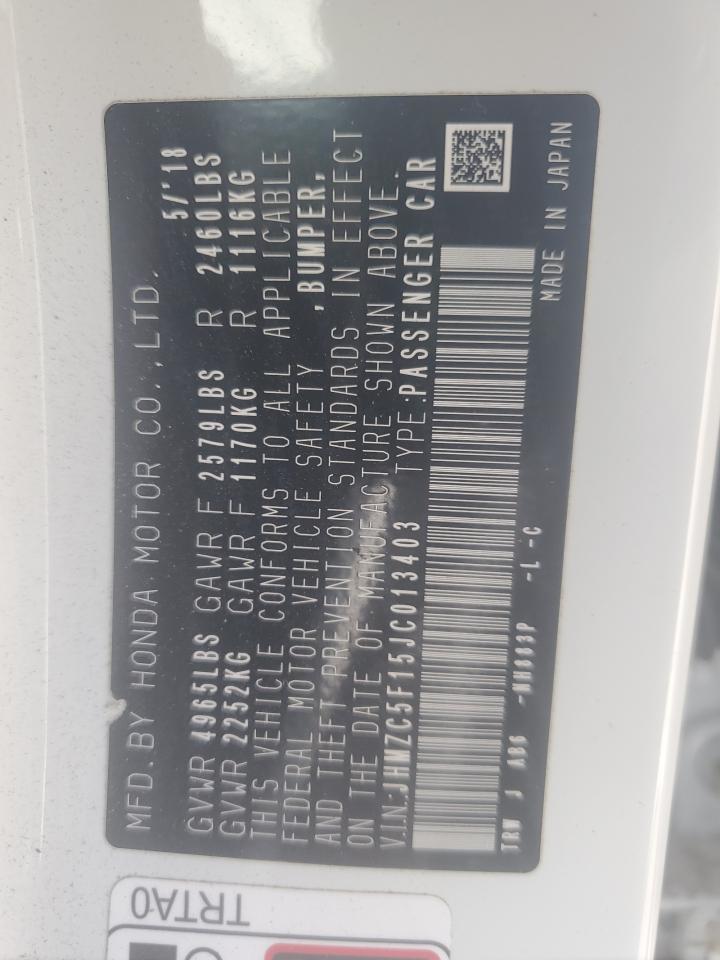 MFD. BY HONDA MOTOR CO., LTD. 5/'18
GVWR 4965LBS GAWR F 2579LBS R 2460LBS
GVWR 2252KG GAWR F 1170KG R 1116KG
THIS VEHICLE CONFORMS TO ALL APPLICABLE
FEDERAL MOTOR VEHICLE SAFETY ,BUMPER,
AND THEFT PREVENTION STANDARDS IN EFFECT
ON THE DATE OF MANUFACTURE SHOWN ABOVE.
V.I.N.:JHMZC5F15JC013403 TYPE:PASSENGER CAR
TRW J AB6 -NH883P -L -C MADE IN JAPAN
TRTA0